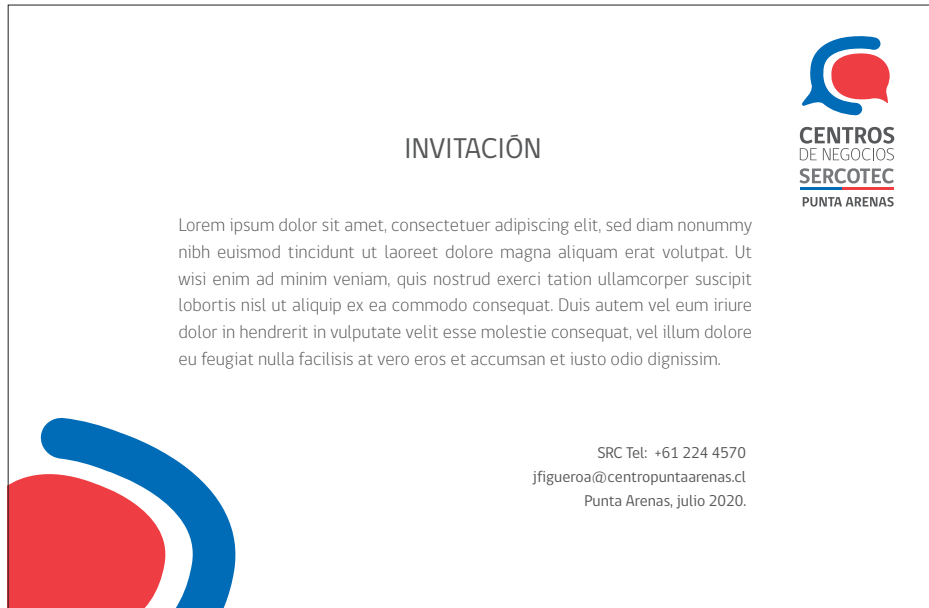 CENTROS
DE NEGOCIOS
SERCOTEC
PUNTA ARENAS
INVITACIÓN
Lorem ipsum dolor sit amet, consectetuer adipiscing elit, sed diam nonummy
nibh euismod tincidunt ut laoreet dolore magna aliquam erat volutpat. Ut
wisi enim ad minim veniam, quis nostrud exerci tation ullamcorper suscipit
lobortis nisl ut aliquip ex ea commodo consequat. Duis autem vel eum iriure
dolor in hendrerit in vulputate velit esse molestie consequat, vel illum dolore
eu feugiat nulla facilisis at vero eros et accumsan et iusto odio dignissim.
SRC Tel: +61 224 4570
jfigueroa@centropuntaarenas.cl
Punta Arenas, julio 2020.